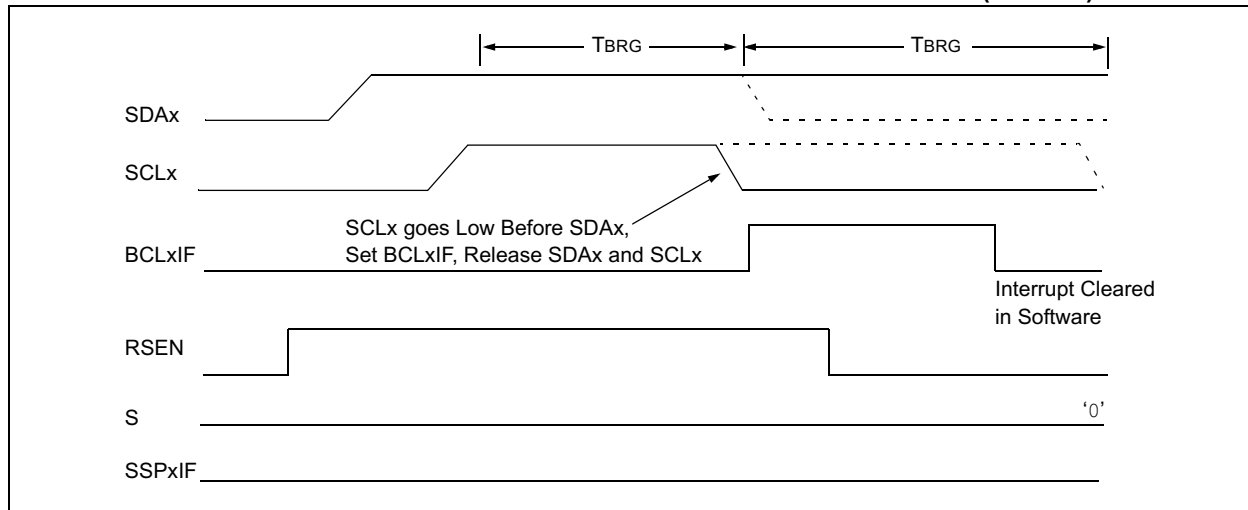 TBRG TBRG
SDAx
SCLx
SCLx goes Low Before SDAx,
Set BCLxIF, Release SDAx and SCLx
BCLxIF
Interrupt Cleared
in Software
RSEN
S
‘0’
SSPxIF